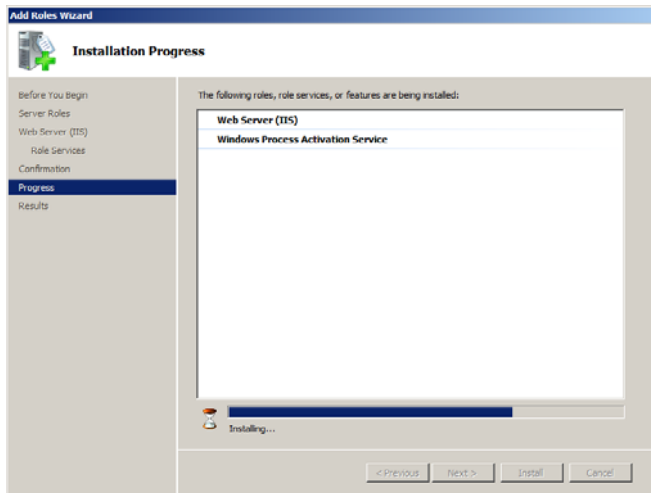 Add Roles Wizard
Installation Progress
Before You Begin
Server Roles
Web Server (IIS)
Role Services
Confirmation
Progress
Results
The following roles, role services, or features are being installed:
Web Server (IIS)
Windows Process Activation Service
Installing...
< Previous
Next >
Install
Cancel